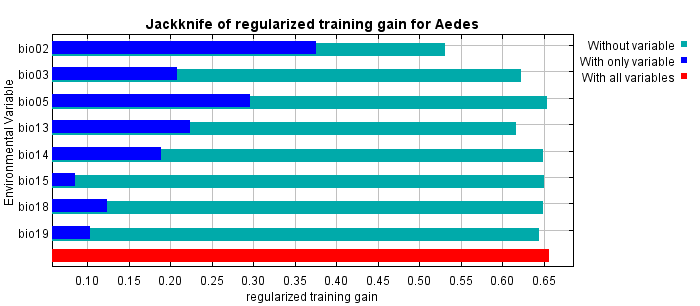 Jackknife of regularized training gain for Aedes
Environmental Variable
bio02
bio03
bio05
bio13
bio14
bio15
bio18
bio19
0.10 0.15 0.20 0.25 0.30 0.35 0.40 0.45 0.50 0.55 0.60 0.65
regularized training gain
Without variable
With only variable
With all variables